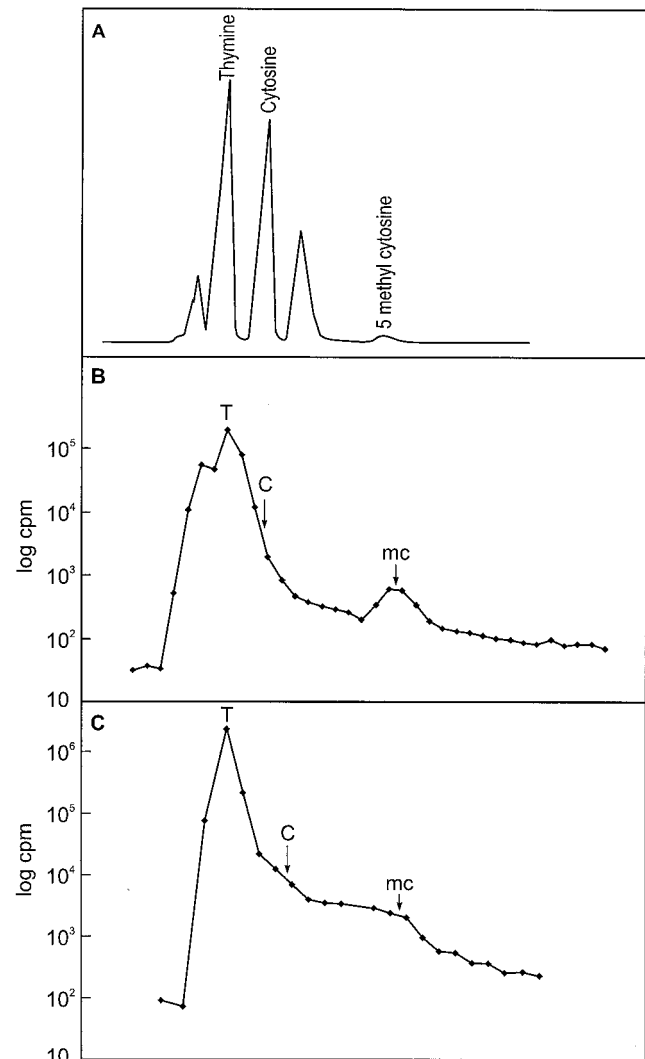 A
Thymine
Cytosine
5 methyl cytosine
B
T
C
mc
log cpm
10⁵
10⁴
10³
10²
10
C
T
C
mc
log cpm
10⁶
10⁵
10⁴
10³
10²
10